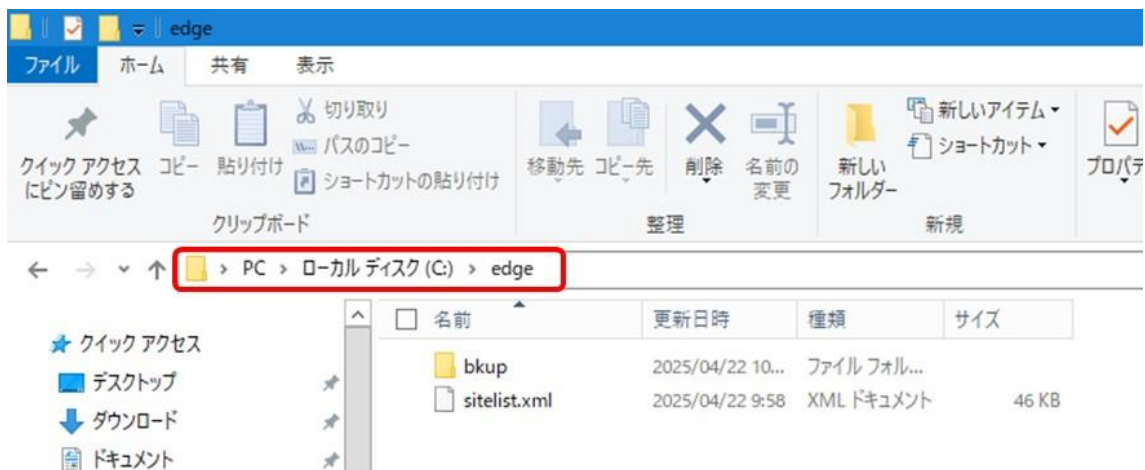 edge
ファイル ホーム 共有 表示
クイック アクセス
にピン留めする
コピー
貼り付け
切り取り
パスのコピー
ショートカットの貼り付け
クリップボード
移動先
コピー先
削除
名前の
変更
整理
新しい
フォルダー
新しいアイテム
ショートカット
新規
プロパテ
PC › ローカル ディスク (C:) › edge
クイック アクセス
デスクトップ
ダウンロード
ドキュメント
名前 更新日時 種類 サイズ
bkup 2025/04/22 10... ファイル フォル...
sitelist.xml 2025/04/22 9:58 XML ドキュメント 46 KB